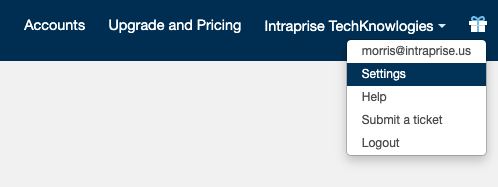 Accounts Upgrade and Pricing Intraprise TechKnowlogies
morris@intraprise.us
Settings
Help
Submit a ticket
Logout